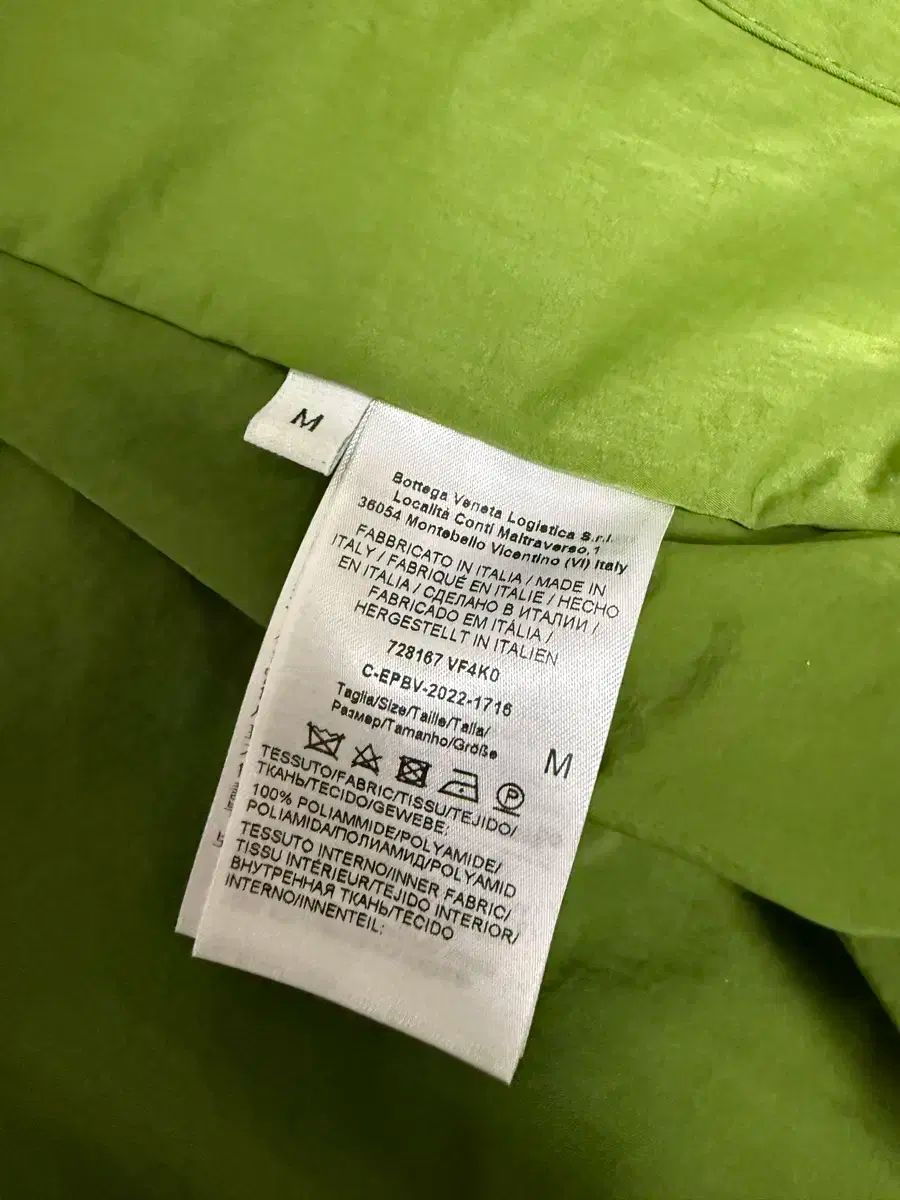 M
Bottega Veneta Logistica S.r.l.
Località Conti Maltraverso,1
36054 Montebello Vicentino (VI) Italy
FABBRICATO IN ITALIA / MADE IN
ITALY / FABRIQUÉ EN ITALIE / HECHO
EN ITALIA / СДЕЛАНО В ИТАЛИИ /
FABRICADO EM ITÁLIA /
HERGESTELLT IN ITALIEN
728167 VF4K0
C-EPBV-2022-1716
Taglia/Size/Taille/Talla/
Размер/Tamanho/Größe
M
P
TESSUTO/FABRIC/TISSU/TEJIDO/
ТКАНЬ/TECIDO/GEWEBE:
100% POLIAMMIDE/POLYAMIDE/
POLIAMIDA/ПОЛИАМИД/POLYAMID
TESSUTO INTERNO/INNER FABRIC/
TISSU INTÉRIEUR/TEJIDO INTERIOR/
ВНУТРЕННАЯ ТКАНЬ/TECIDO
INTERNO/INNENTEIL: